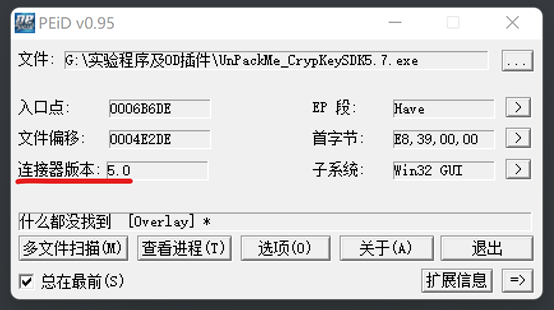 PEiD v0.95
文件: G:\实验程序及OD插件\UnPackMe_CrypKeySDK5.7.exe ...
入口点: 0006B6DE EP 段: Have >
文件偏移: 0004E2DE 首字节: E8,39,00,00 >
连接器版本: 5.0 子系统: Win32 GUI >
什么都没找到 [Overlay] *
多文件扫描(M) 查看进程(T) 选项(O) 关于(A) 退出
总在最前(S) 扩展信息 =>